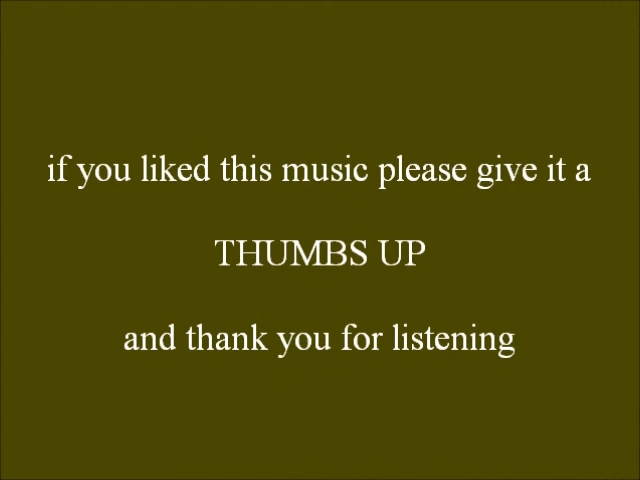 if you liked this music please give it a
THUMBS UP
and thank you for listening